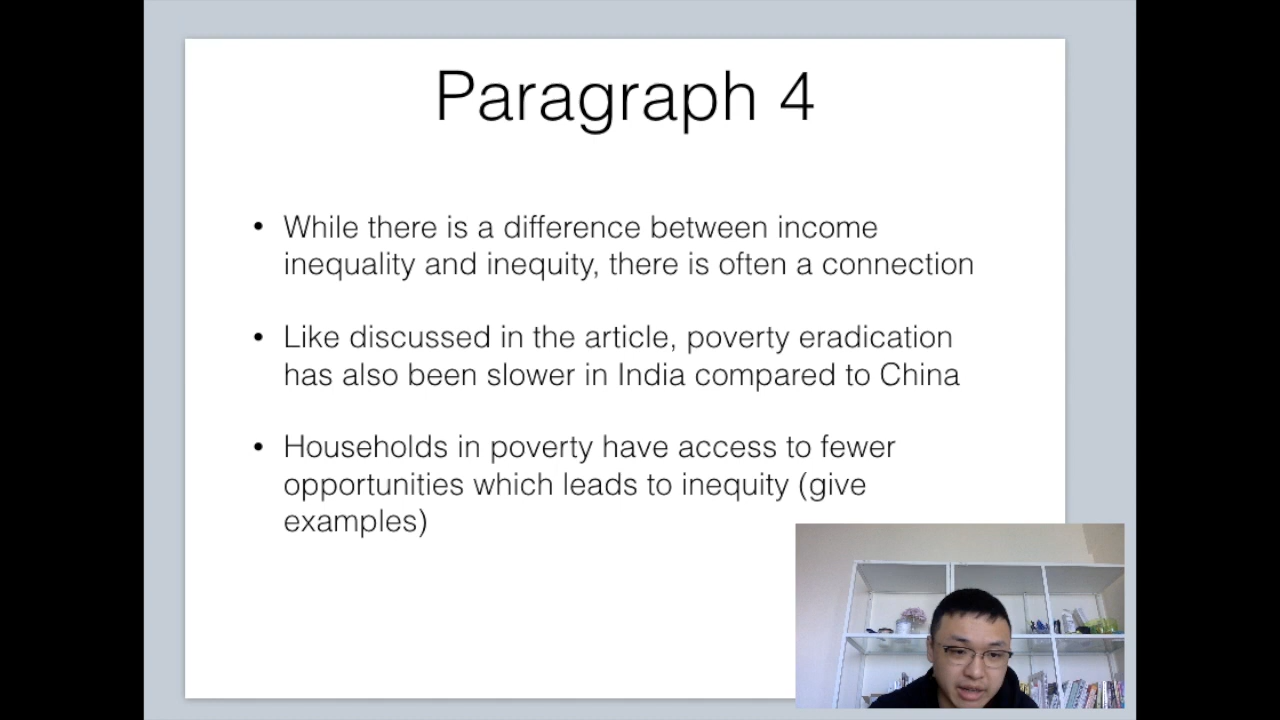 Paragraph 4
• While there is a difference between income
inequality and inequity, there is often a connection
• Like discussed in the article, poverty eradication
has also been slower in India compared to China
• Households in poverty have access to fewer
opportunities which leads to inequity (give
examples)